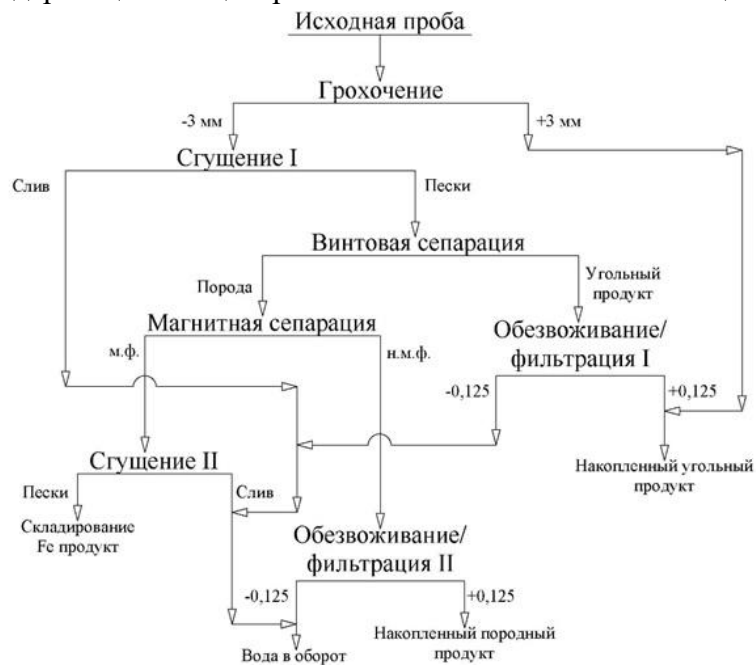 Исходная проба
Грохочение
-3 мм
+3 мм
Сгущение I
Слив
Пески
Винтовая сепарация
Порода
Угольный
продукт
Магнитная сепарация
Обезвоживание/
фильтрация I
м.ф.
н.м.ф.
-0,125
+0,125
Сгущение II
Накопленный угольный
продукт
Пески
Слив
Складирование
Fe продукт
Обезвоживание/
фильтрация II
-0,125
+0,125
Накопленный породный
продукт
Вода в оборот